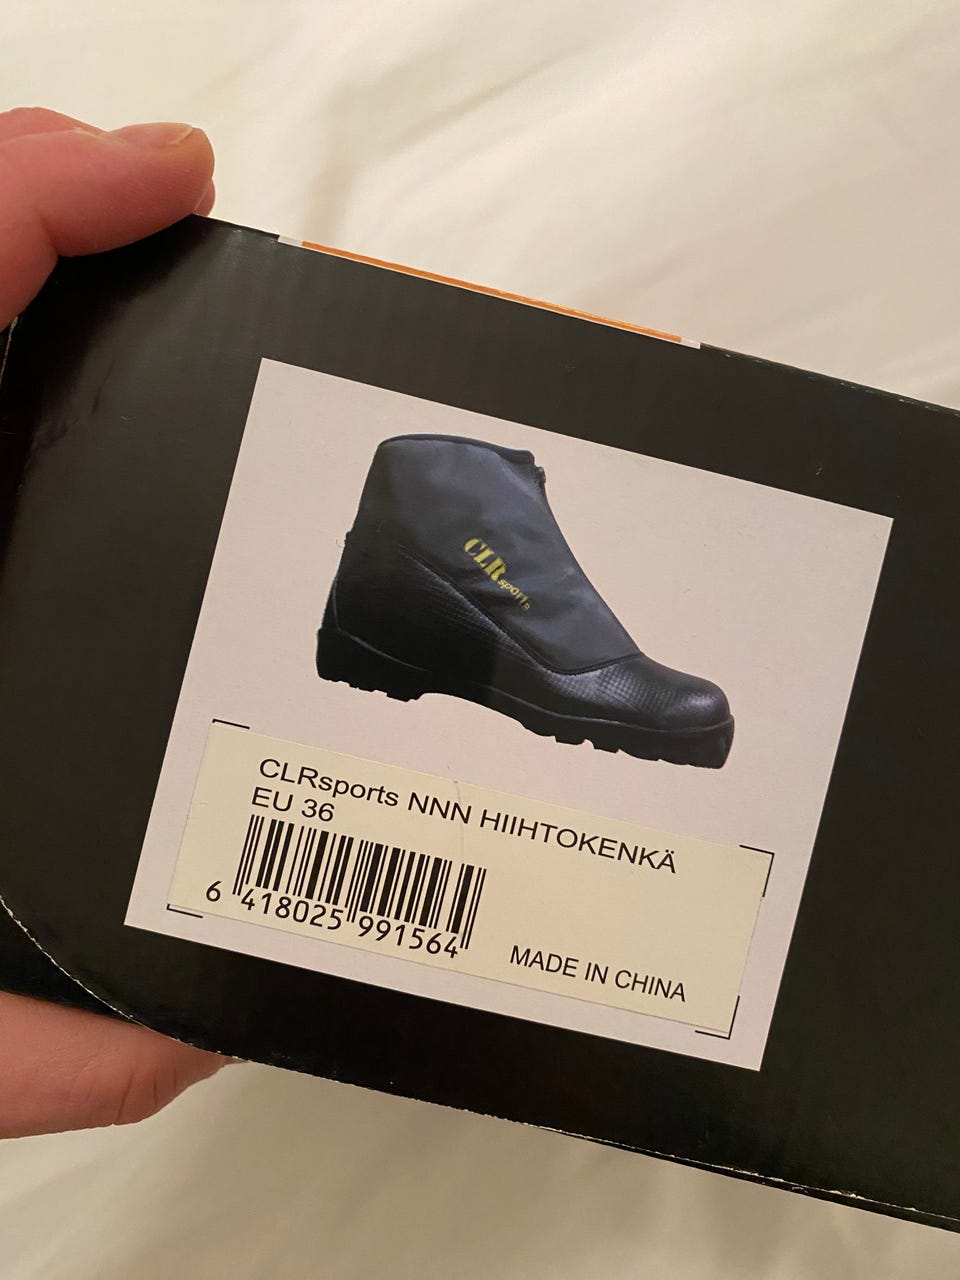 CLR
sports
CLRsports NNN HIIHTOKENKÄ
EU 36
6 418025 991564
MADE IN CHINA